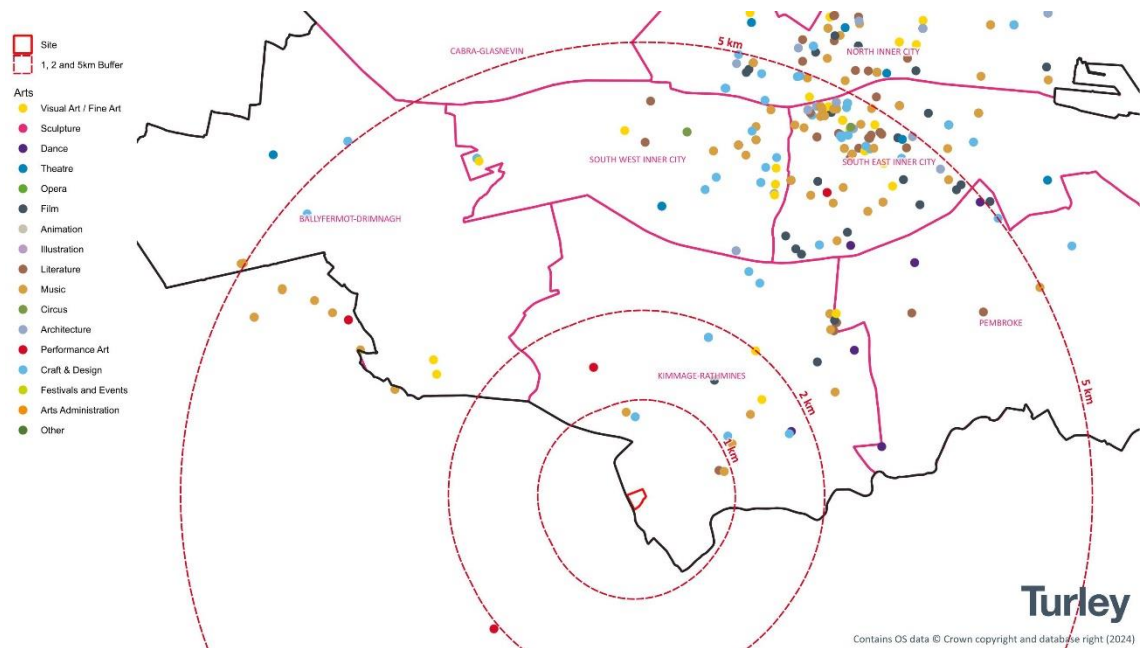 Site
1, 2 and 5km Buffer
Arts
Visual Art / Fine Art
Sculpture
Dance
Theatre
Opera
Film
Animation
Illustration
Literature
Music
Circus
Architecture
Performance Art
Craft & Design
Festivals and Events
Arts Administration
Other
CABRA-GLASNEVIN
5 km
NORTH INNER CITY
SOUTH WEST INNER CITY
SOUTH EAST INNER CITY
BALLYFERMOT-DRIMNAGH
PEMBROKE
KIMMAGE-RATHMINES
2 km
5 km
1 km
Turley
Contains OS data © Crown copyright and database right (2024)